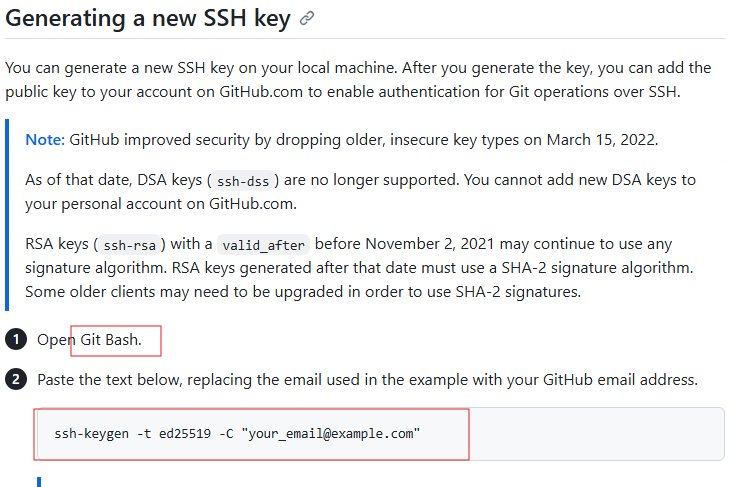 Generating a new SSH key
You can generate a new SSH key on your local machine. After you generate the key, you can add the
public key to your account on GitHub.com to enable authentication for Git operations over SSH.
Note: GitHub improved security by dropping older, insecure key types on March 15, 2022.
As of that date, DSA keys ( ssh-dss ) are no longer supported. You cannot add new DSA keys to
your personal account on GitHub.com.
RSA keys ( ssh-rsa ) with a valid_after before November 2, 2021 may continue to use any
signature algorithm. RSA keys generated after that date must use a SHA-2 signature algorithm.
Some older clients may need to be upgraded in order to use SHA-2 signatures.
1 Open Git Bash.
2 Paste the text below, replacing the email used in the example with your GitHub email address.
ssh-keygen -t ed25519 -C "your_email@example.com"